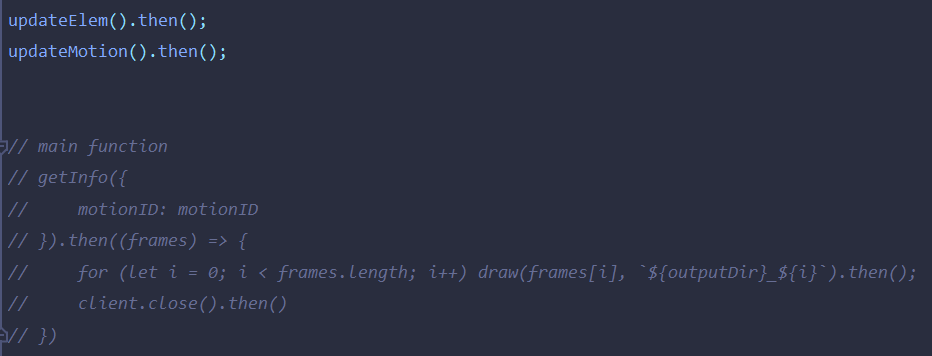 updateElem().then();
updateMotion().then();
// main function
// getInfo({
//     motionID: motionID
// }).then((frames) => {
//     for (let i = 0; i < frames.length; i++) draw(frames[i], `${outputDir}_${i}`).then();
//     client.close().then()
// })